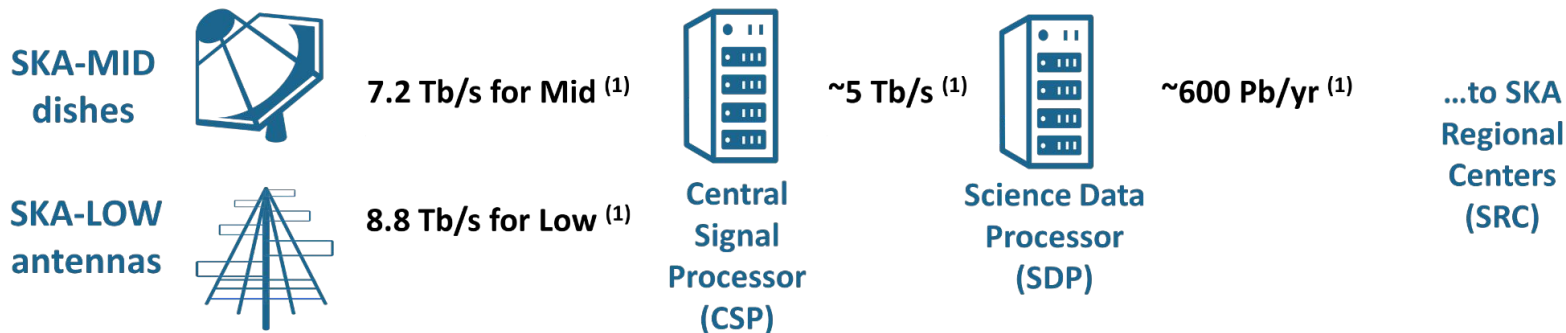 SKA-MID
dishes
7.2 Tb/s for Mid (1)
~5 Tb/s (1)
~600 Pb/yr (1)
...to SKA
Regional
Centers
(SRC)
SKA-LOW
antennas
8.8 Tb/s for Low (1)
Central
Signal
Processor
(CSP)
Science Data
Processor
(SDP)